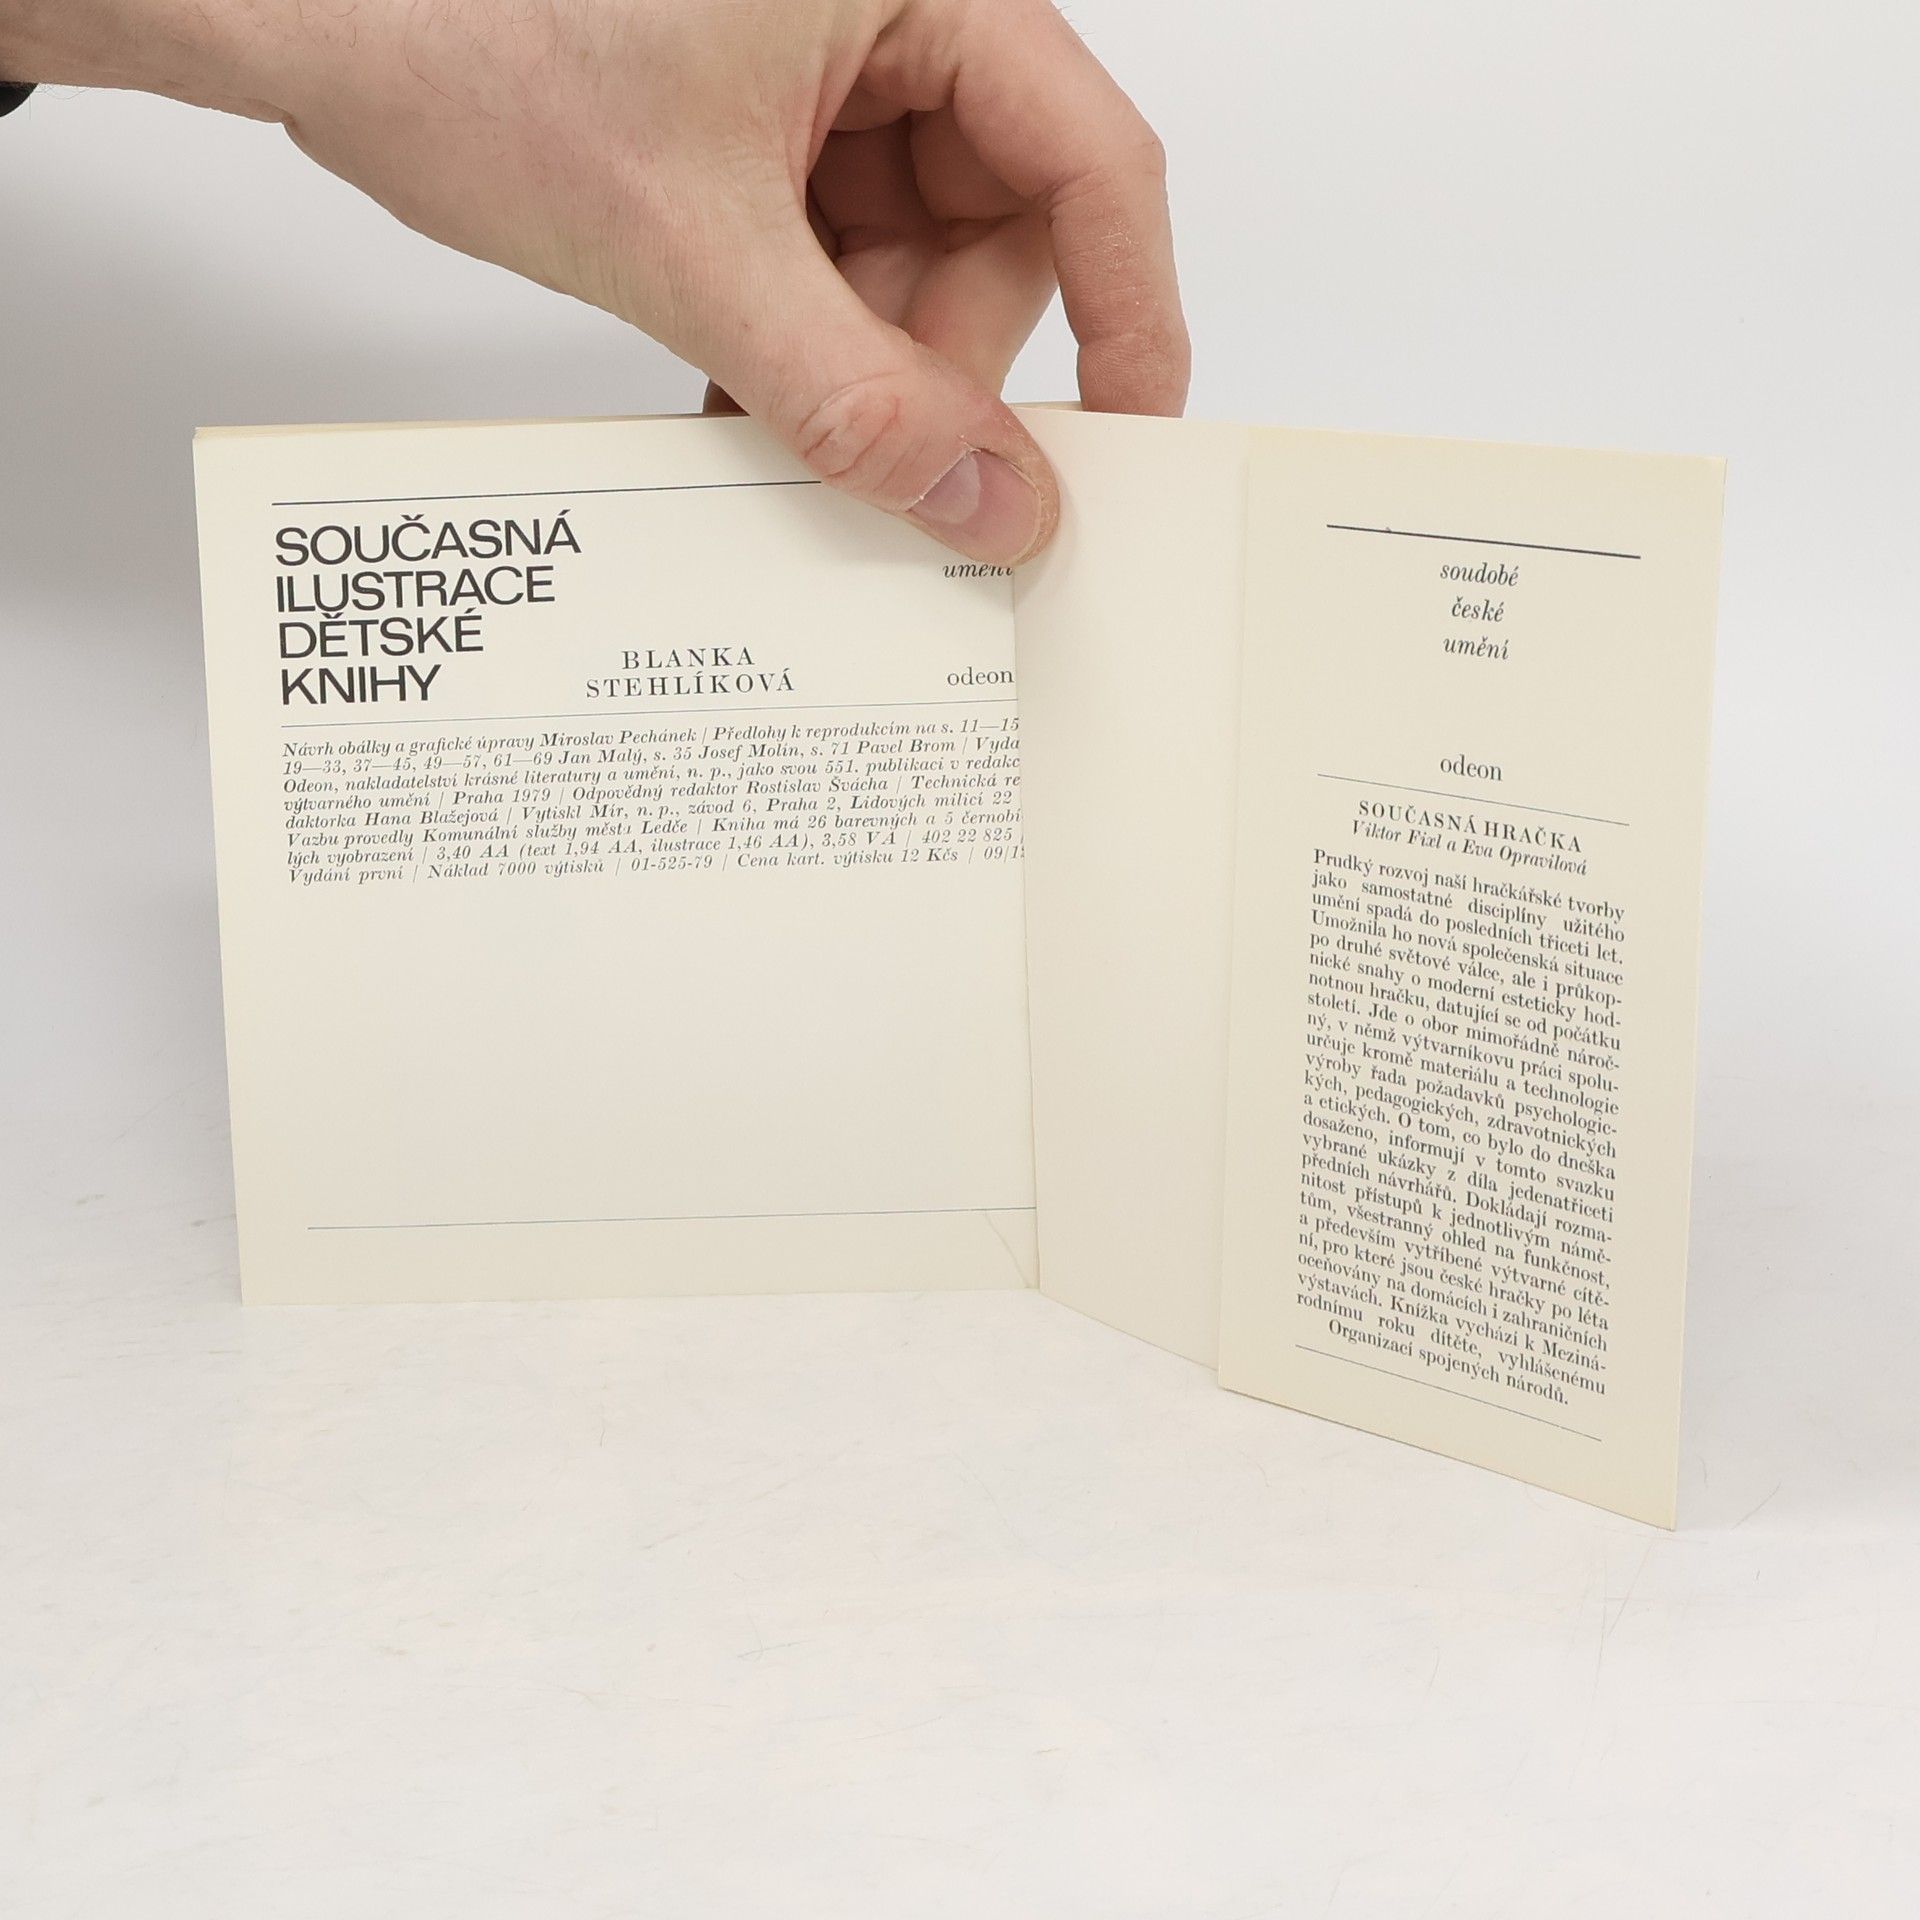 SOUČASNÁ
ILUSTRACE
DĚTSKÉ
KNIHY
BLANKA
STEHLÍKOVÁ
umění
odeon
Návrh obálky a grafické úpravy Miroslav Pechánek | Předlohy k reprodukcím na s. 11—15
19—33, 37—45, 49—57, 61—69 Jan Malý, s. 35 Josef Molín, s. 71 Pavel Brom | Vyda
Odeon, nakladatelství krásné literatury a umění, n. p., jako svou 551. publikaci v redakc
výtvarného umění | Praha 1979 | Odpovědný redaktor Rostislav Švácha | Technická re
daktorka Hana Blažejová | Vytiskl Mír, n. p., závod 6, Praha 2, Lidových milicí 22
Vazbu provedly Komunální služby města Ledče | Kniha má 26 barevných a 5 černobí
lých vyobrazení | 3,40 AA (text 1,94 AA, ilustrace 1,46 AA), 3,58 VA | 402 22 825
Vydání první | Náklad 7000 výtisků | 01-525-79 | Cena kart. výtisku 12 Kčs |
soudobé
české
umění
odeon
SOUČASNÁ HRAČKA
Viktor Fixl a Eva Opravilová
Prudký rozvoj naší hračkářské tvorby
jako samostatné disciplíny užitého
umění spadá do posledních třiceti let.
Umožnila ho nová společenská situace
po druhé světové válce, ale i průkop-
nické snahy o moderní esteticky hod-
notnou hračku, datující se od počátku
století. Jde o obor mimořádně nároč-
ný, v němž výtvarníkovu práci spolu-
určuje kromě materiálu a technologie
výroby řada požadavků psychologic-
kých, pedagogických, zdravotnických
a etických. O tom, co bylo do dneška
dosaženo, informují v tomto svazku
vybrané ukázky z díla jedenatřiceti
předních návrhářů. Dokládají rozma-
nitost přístupů k jednotlivým námě-
tům, všestranný ohled na funkčnost,
a především vytříbené výtvarné cítě-
ní, pro které jsou české hračky po léta
oceňovány na domácích i zahraničních
výstavách. Knížka vychází k Meziná-
rodnímu roku dítěte, vyhlášenému
Organizací spojených národů.